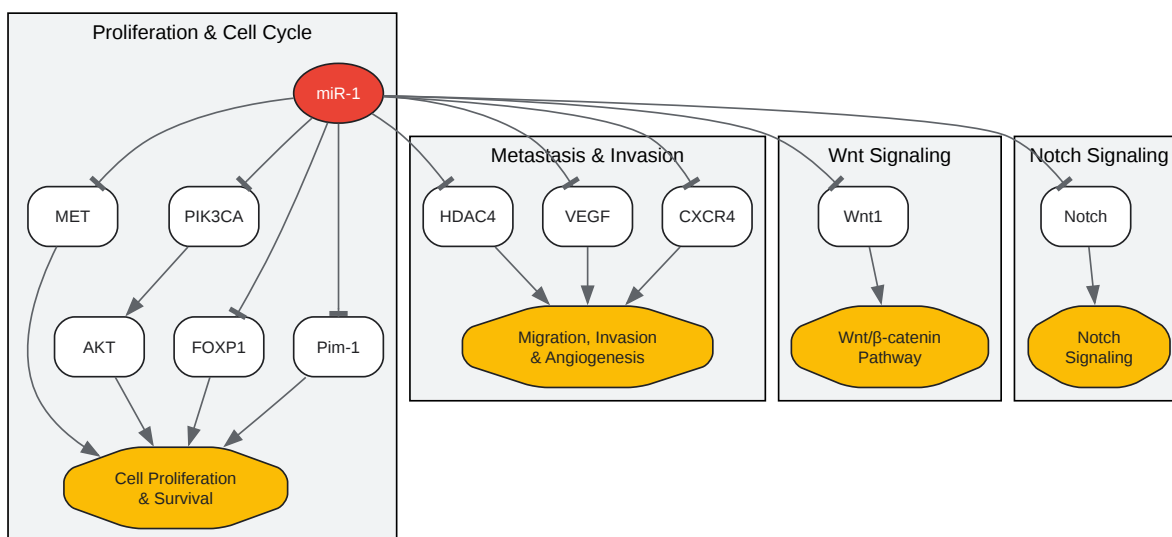 Proliferation & Cell Cycle
miR-1
Metastasis & Invasion
Wnt Signaling
Notch Signaling
MET
PIK3CA
HDAC4
VEGF
CXCR4
Wnt1
Notch
AKT
FOXP1
Pim-1
Migration, Invasion
& Angiogenesis
Wnt/β-catenin
Pathway
Notch
Signaling
Cell Proliferation
& Survival